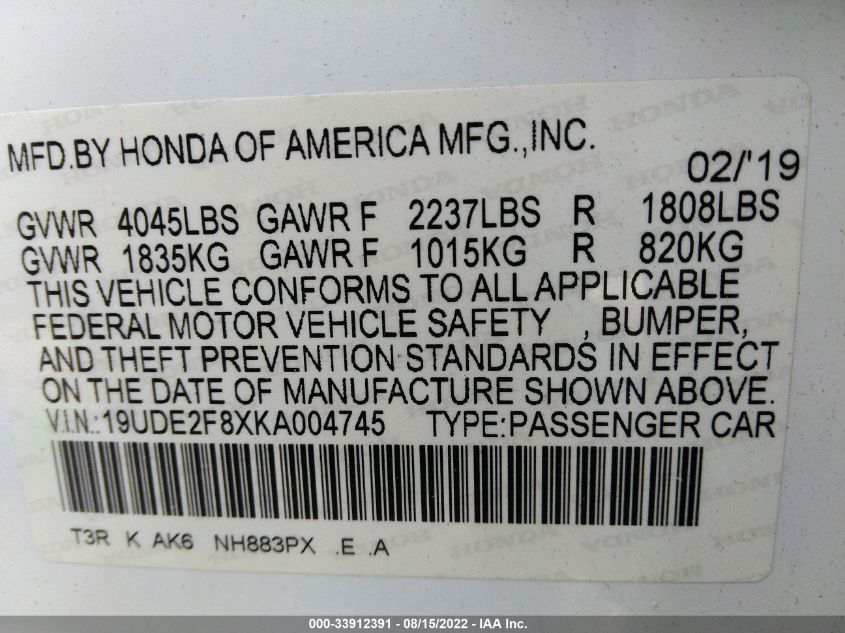 MFD.BY HONDA OF AMERICA MFG.,INC.
02/'19
GVWR 4045LBS GAWR F 2237LBS R 1808LBS
GVWR 1835KG GAWR F 1015KG R 820KG
THIS VEHICLE CONFORMS TO ALL APPLICABLE
FEDERAL MOTOR VEHICLE SAFETY , BUMPER,
AND THEFT PREVENTION STANDARDS IN EFFECT
ON THE DATE OF MANUFACTURE SHOWN ABOVE.
V.I.N.:19UDE2F8XKA004745 TYPE:PASSENGER CAR
T3R K AK6 NH883PX .E .A
000-33912391 - 08/15/2022 - IAA Inc.